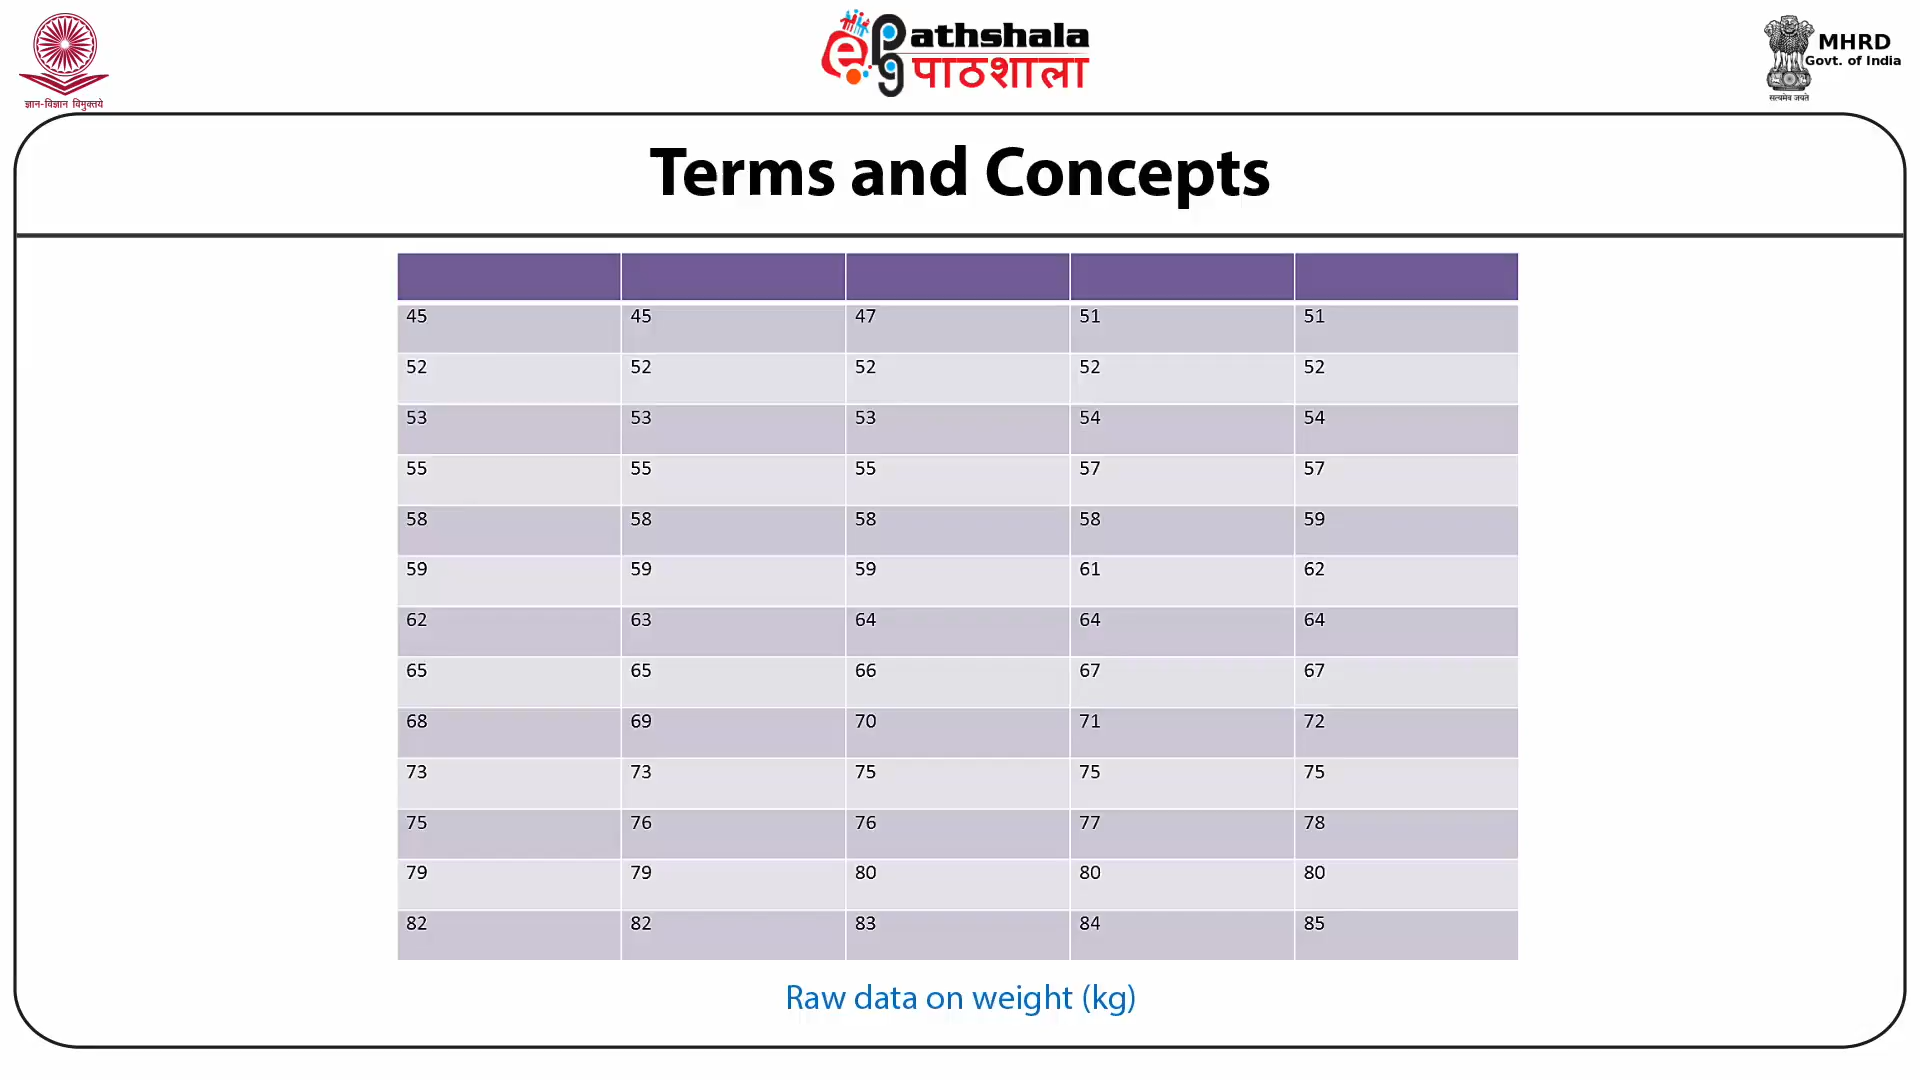 ज्ञान-विज्ञान विमुक्तये
ePathshala
पाठशाला
MHRD
Govt. of India
सत्यमेव जयते
Terms and Concepts
45 45 47 51 51
52 52 52 52 52
53 53 53 54 54
55 55 55 57 57
58 58 58 58 59
59 59 59 61 62
62 63 64 64 64
65 65 66 67 67
68 69 70 71 72
73 73 75 75 75
75 76 76 77 78
79 79 80 80 80
82 82 83 84 85
Raw data on weight (kg)